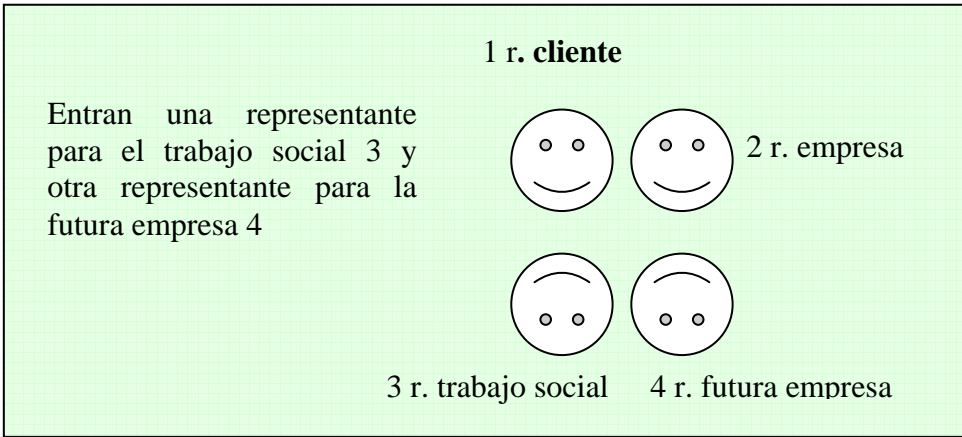 1 r. cliente
Entran una representante
para el trabajo social 3 y
otra representante para la
futura empresa 4
2 r. empresa
3 r. trabajo social
4 r. futura empresa